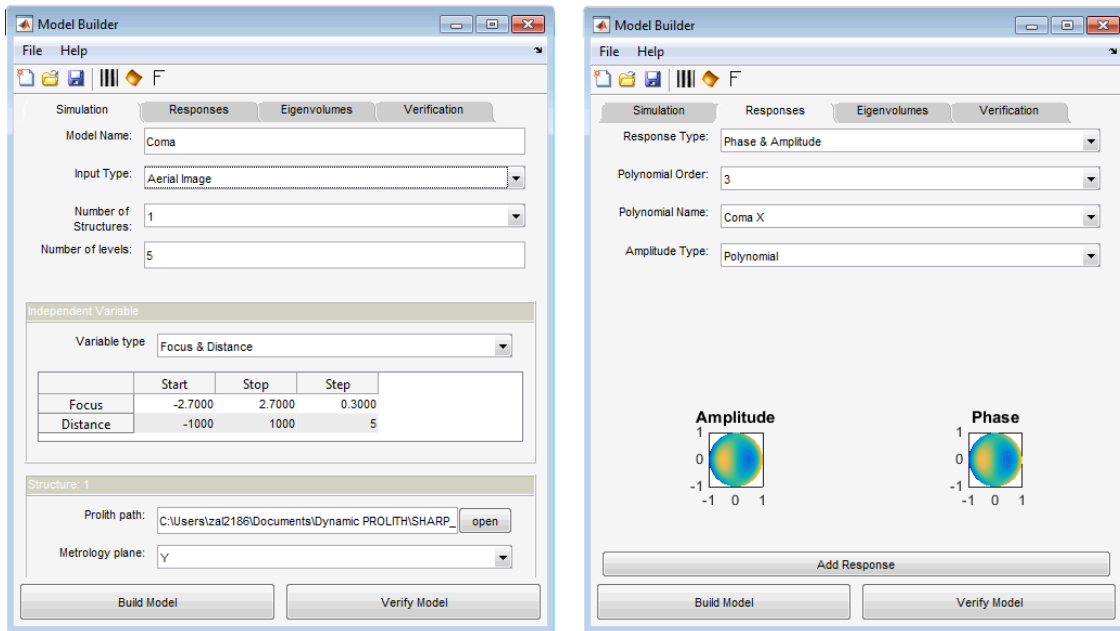 Model Builder
File Help
F
Simulation Responses Eigenvolumes Verification
Model Name: Coma
Input Type: Aerial Image
Number of
Structures: 1
Number of levels: 5
Independent Variable
Variable type Focus & Distance
Start Stop Step
Focus -2.7000 2.7000 0.3000
Distance -1000 1000 5
Structure: 1
Prolith path: C:\Users\zal2186\Documents\Dynamic PROLITH\SHARP_ open
Metrology plane: Y
Build Model Verify Model
Model Builder
File Help
F
Simulation Responses Eigenvolumes Verification
Response Type: Phase & Amplitude
Polynomial Order: 3
Polynomial Name: Coma X
Amplitude Type: Polynomial
Amplitude Phase
1 1
0 0
-1 -1
-1 0 1 -1 0 1
Add Response
Build Model Verify Model